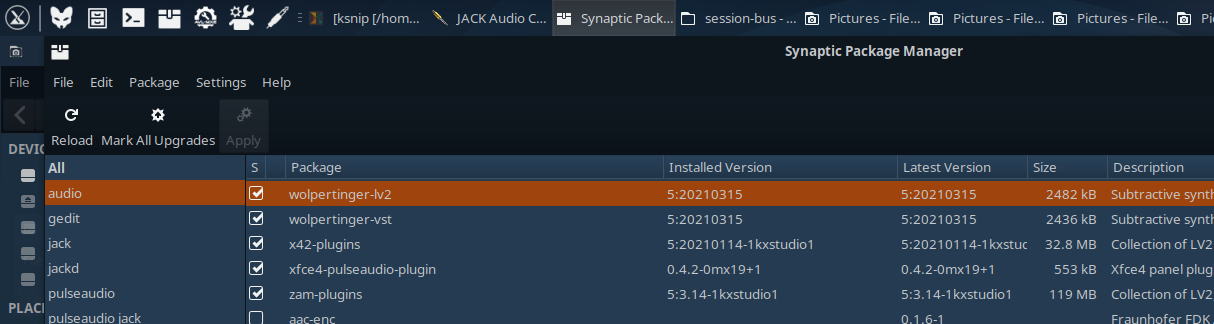 [ksnip [/hom... JACK Audio C... Synaptic Pack... session-bus - ... Pictures - File... Pictures - File... Pictures - File... Pi
Synaptic Package Manager
File File Edit Package Settings Help
Reload Mark All Upgrades Apply
DEVIC
All S Package Installed Version Latest Version Size Description
audio wolpertinger-lv2 5:20210315 5:20210315 2482 kB Subtractive synth
gedit wolpertinger-vst 5:20210315 5:20210315 2436 kB Subtractive synth
jack x42-plugins 5:20210114-1kxstudio1 5:20210114-1kxstudc 32.8 MB Collection of LV2
jackd xfce4-pulseaudio-plugin 0.4.2-0mx19+1 0.4.2-0mx19+1 553 kB Xfce4 panel plug
pulseaudio zam-plugins 5:3.14-1kxstudio1 5:3.14-1kxstudio1 119 MB Collection of LV2
PLACE
pulseaudio jack aac-enc 0.1.6-1 Fraunhofer FDK